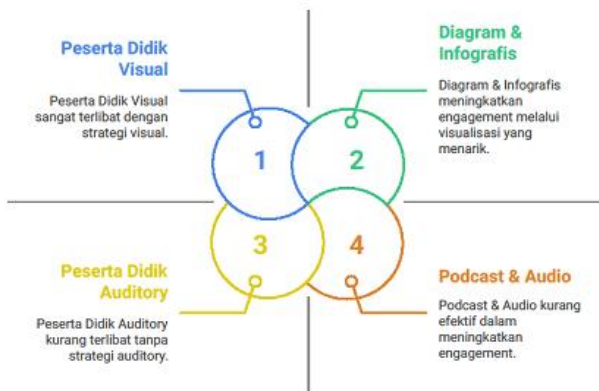 Peserta Didik
Visual
Peserta Didik Visual
sangat terlibat dengan
strategi visual.
1
Diagram &
Infografis
Diagram & Infografis
meningkatkan
engagement melalui
visualisasi yang
menarik.
2
3
Peserta Didik
Auditory
Peserta Didik Auditory
kurang terlibat tanpa
strategi auditory.
4
Podcast & Audio
Podcast & Audio kurang
efektif dalam
meningkatkan
engagement.